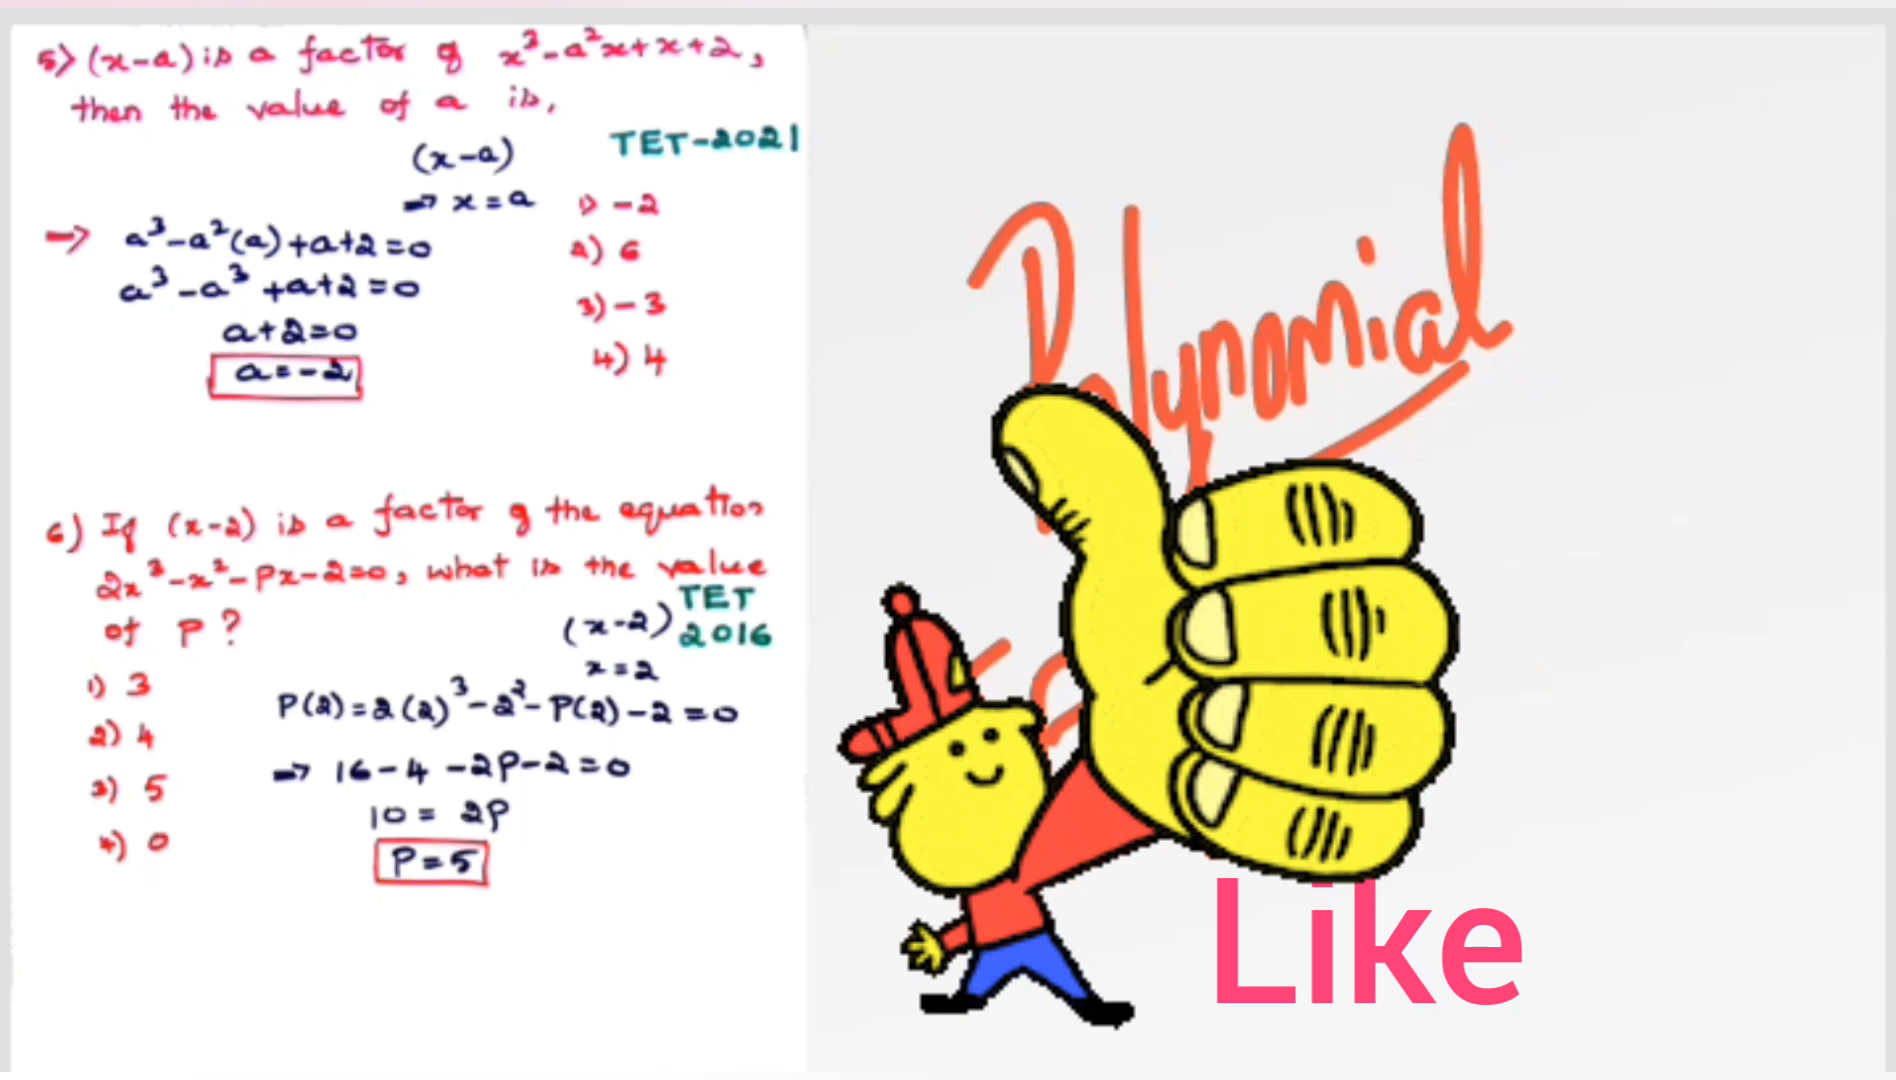 5) (x-a) is a factor of x³-a²x+x+2,
then the value of a is,
TET-2021
(x-a)
→ x=a
1) -2
2) 6
3) -3
4) 4
→ a³-a²(a)+a+2=0
a³-a³+a+2=0
a+2=0
a=-2
6) If (x-2) is a factor of the equation
2x³-x²-Px-2=0, what is the value
of P?
TET
2016
(x-2)
x=2
1) 3
2) 4
3) 5
4) 0
P(2)=2(2)³-2²-P(2)-2=0
→ 16-4-2P-2=0
10=2P
P=5
Polynomial
Like